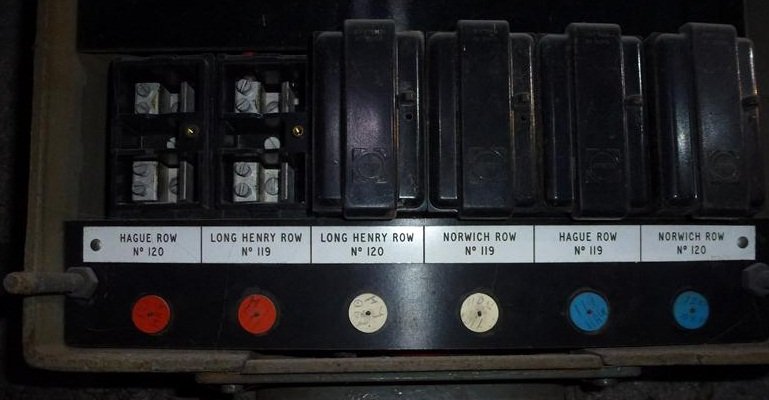 HAGUE ROW
Nº 120
LONG HENRY ROW
Nº 119
LONG HENRY ROW
Nº 120
NORWICH ROW
Nº 119
HAGUE ROW
Nº 119
NORWICH ROW
Nº 120